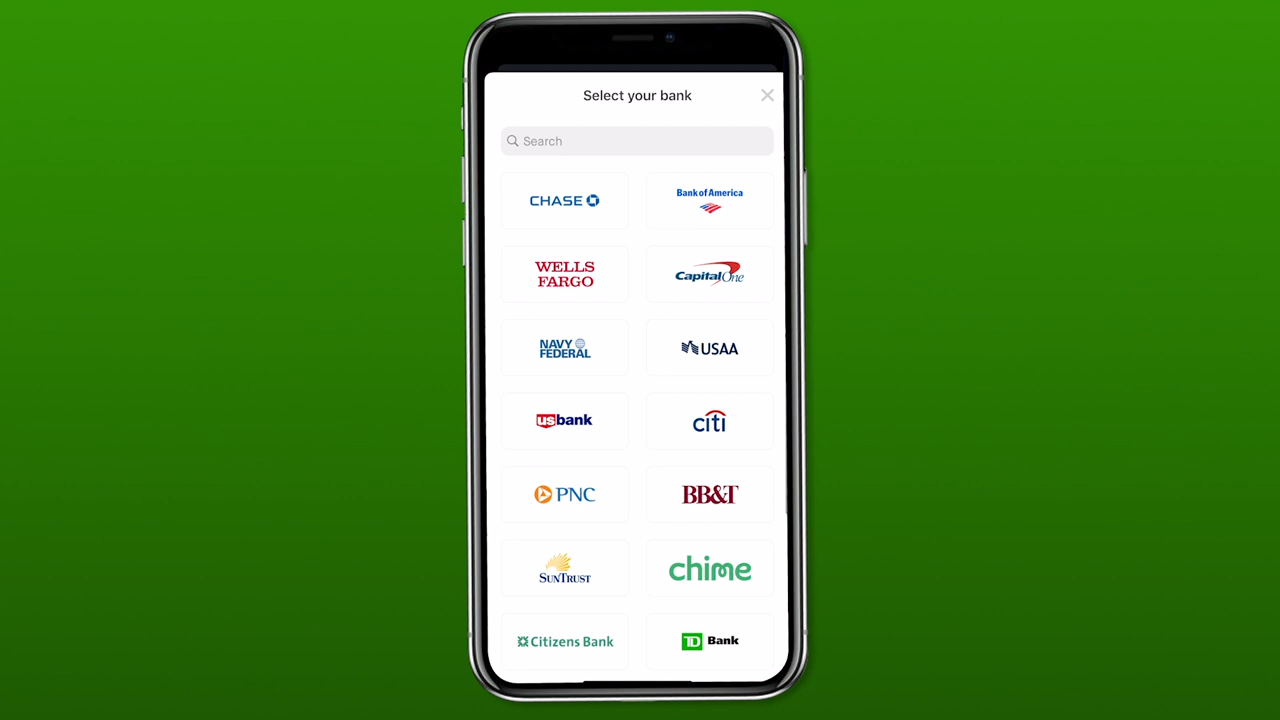 Select your bank
Search
CHASE
Bank of America
WELLS
FARGO
Capital One
NAVY
FEDERAL
USAA
usbank
citi
PNC
BB&T
SUNTRUST
chime
Citizens Bank
TD Bank